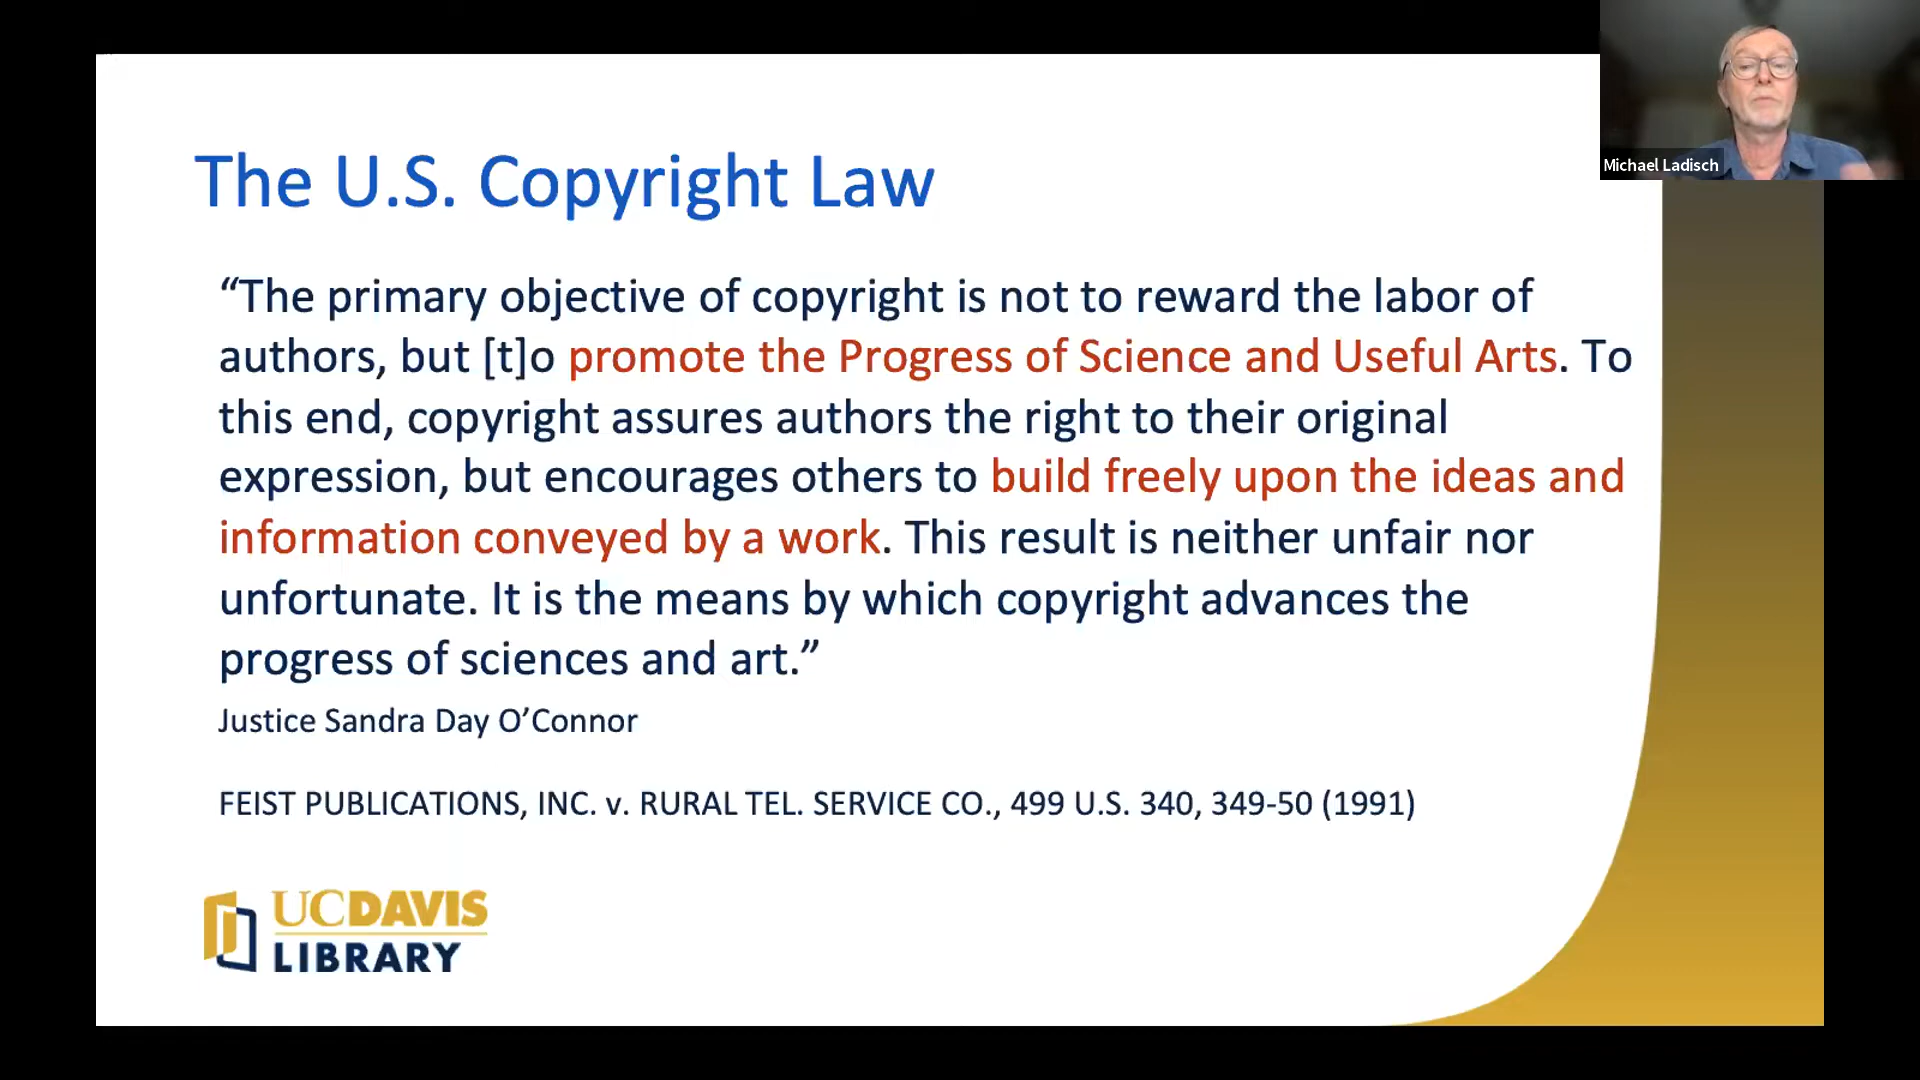 Michael Ladisch
The U.S. Copyright Law
“The primary objective of copyright is not to reward the labor of
authors, but [t]o promote the Progress of Science and Useful Arts. To
this end, copyright assures authors the right to their original
expression, but encourages others to build freely upon the ideas and
information conveyed by a work. This result is neither unfair nor
unfortunate. It is the means by which copyright advances the
progress of sciences and art.”
Justice Sandra Day O’Connor
FEIST PUBLICATIONS, INC. v. RURAL TEL. SERVICE CO., 499 U.S. 340, 349-50 (1991)
UCDAVIS
LIBRARY